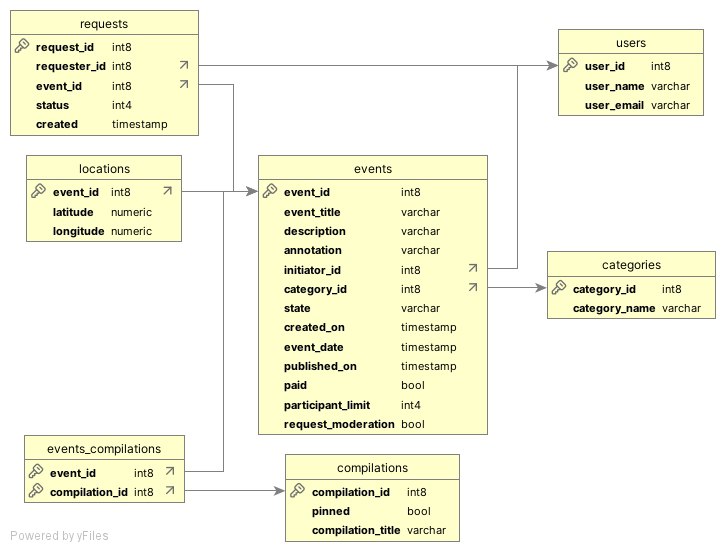 requests
request_id int8
requester_id int8
event_id int8
status int4
created timestamp
users
user_id int8
user_name varchar
user_email varchar
locations
event_id int8
latitude numeric
longitude numeric
events
event_id int8
event_title varchar
description varchar
annotation varchar
initiator_id int8
category_id int8
state varchar
created_on timestamp
event_date timestamp
published_on timestamp
paid bool
participant_limit int4
request_moderation bool
categories
category_id int8
category_name varchar
events_compilations
event_id int8
compilation_id int8
compilations
compilation_id int8
pinned bool
compilation_title varchar
Powered by yFiles